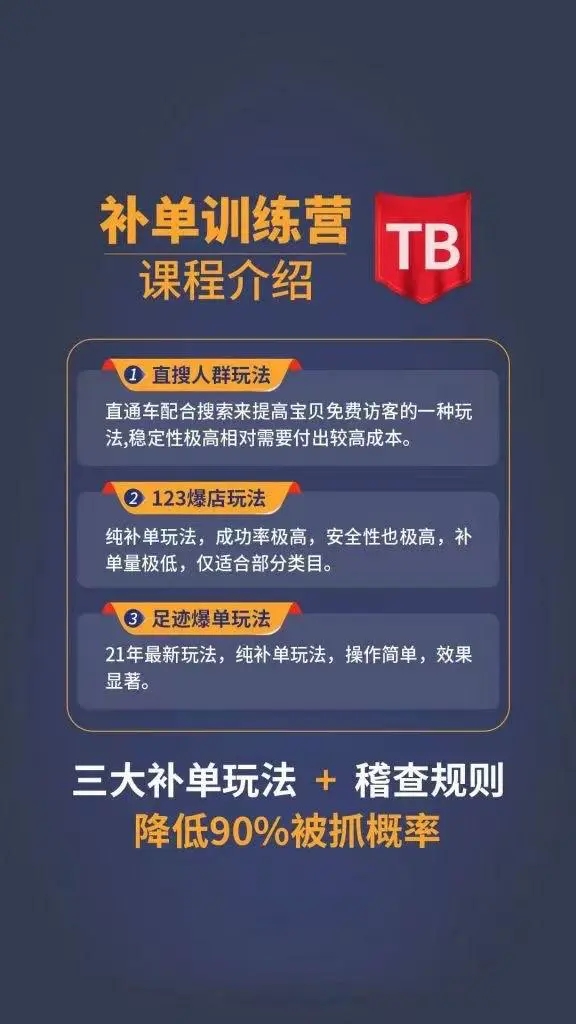 补单训练营
TB
课程介绍
1 直搜人群玩法
直通车配合搜索来提高宝贝免费访客的一种玩
法,稳定性极高相对需要付出较高成本。
2 123爆店玩法
纯补单玩法，成功率极高，安全性也极高，补
单量极低，仅适合部分类目。
3 足迹爆单玩法
21年最新玩法，纯补单玩法，操作简单，效果
显著。
三大补单玩法 + 稽查规则
降低90%被抓概率